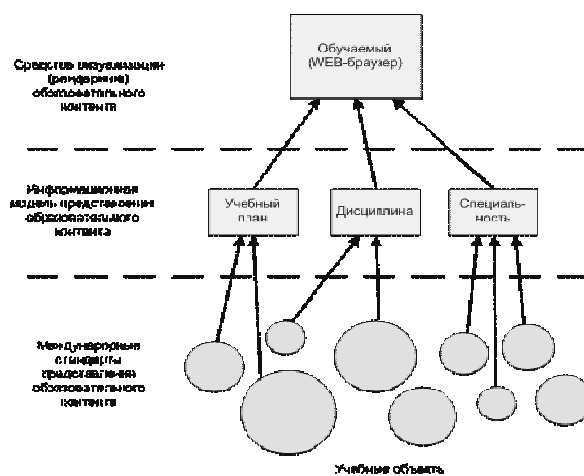 Обучаемый
(WEB-браузер)
Средства визуализации
(рендеринг)
образовательного
контента
Информационная
модель представления
образовательного
контента
Учебный
план
Дисциплина
Специаль-
ность
Международные
стандарты
представления
образовательного
контента
Учебные объекты